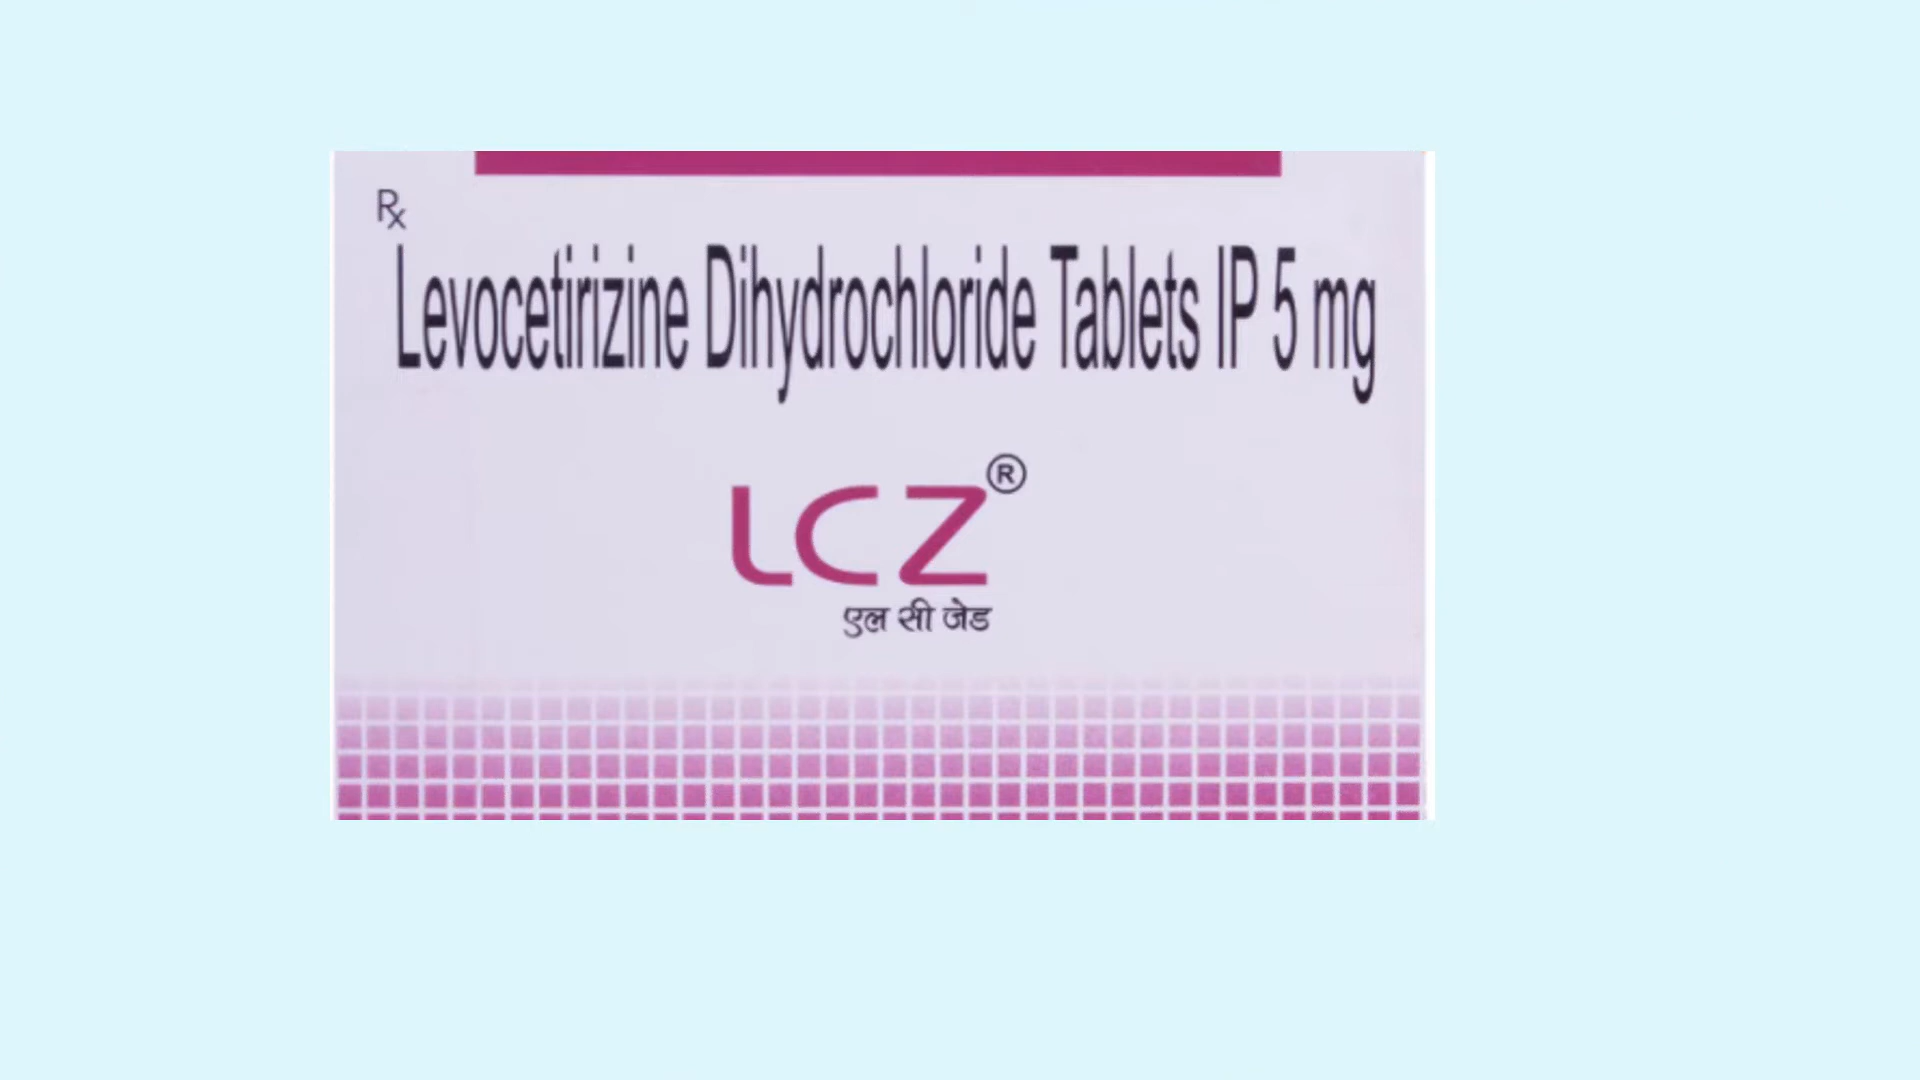 Rx
Levocetirizine Dihydrochloride Tablets IP 5 mg
LCZ®
एल सी जेड